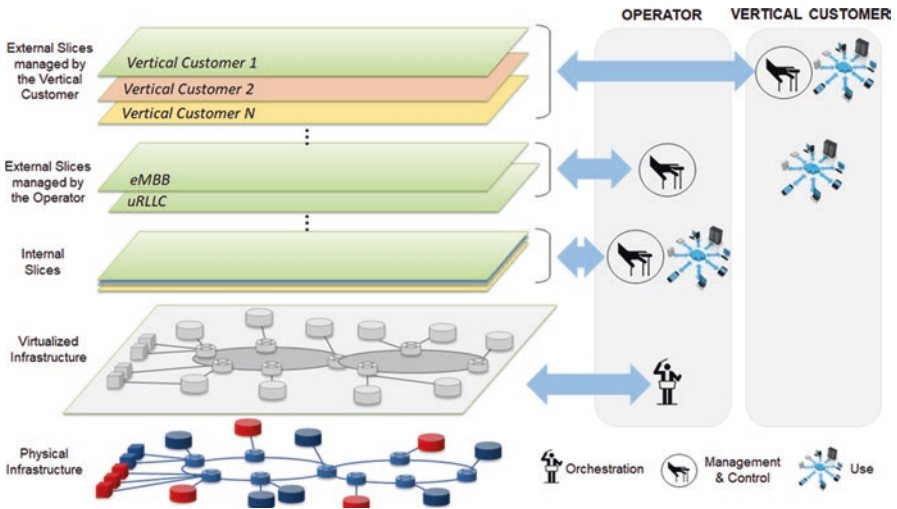 OPERATOR
VERTICAL CUSTOMER
External Slices
managed by
the Vertical
Customer
Vertical Customer 1
Vertical Customer 2
Vertical Customer N
External Slices
managed by
the Operator
eMBB
uRLLC
Internal
Slices
Virtualized
Infrastructure
Physical
Infrastructure
Orchestration
Management
& Control
Use